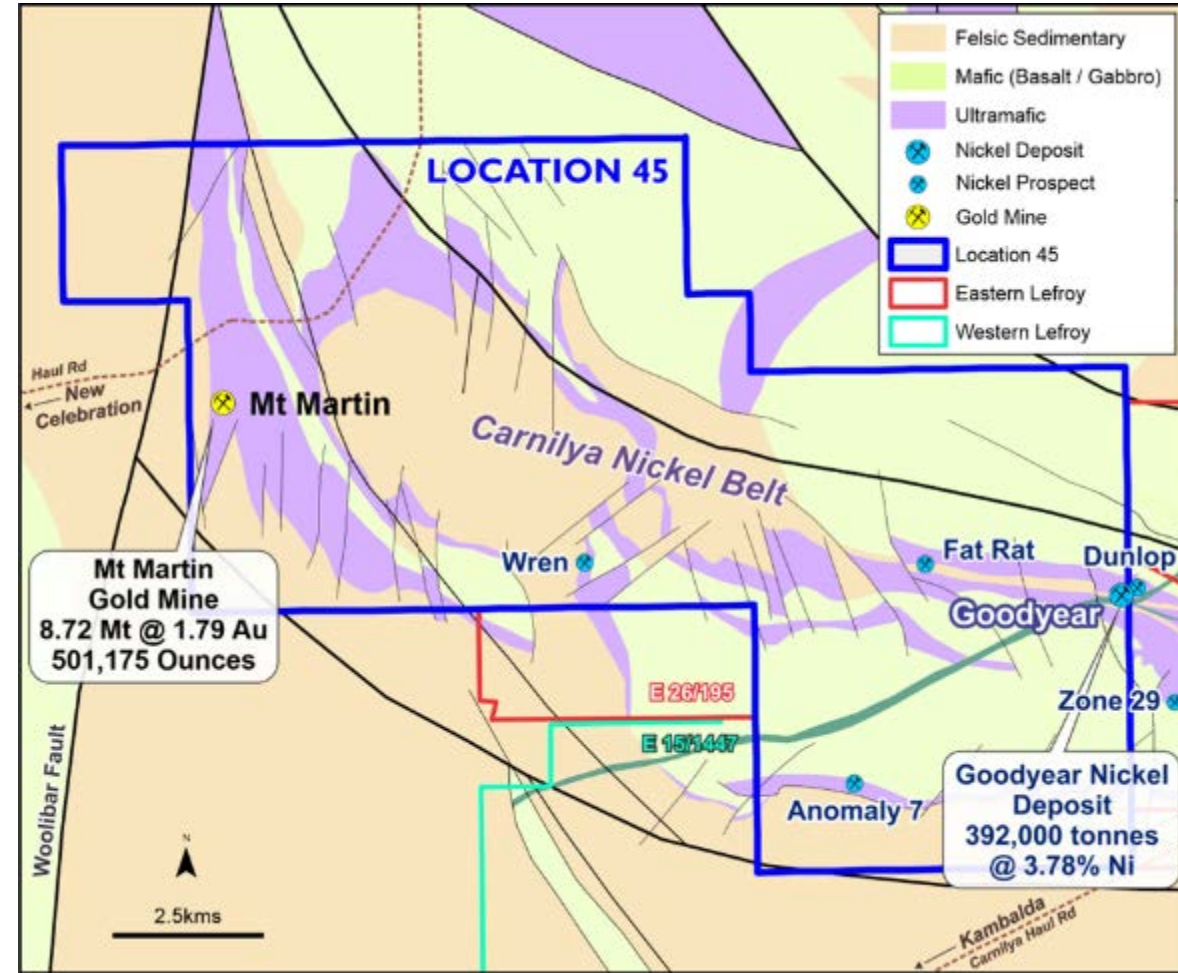 Felsic Sedimentary
Mafic (Basalt / Gabbro)
Ultramafic
Nickel Deposit
Nickel Prospect
Gold Mine
Location 45
Eastern Lefroy
Western Lefroy
LOCATION 45
Haul Rd
New
Celebration
Mt Martin
Carnilya Nickel Belt
Wren
Fat Rat
Dunlop
Goodyear
Mt Martin
Gold Mine
8.72 Mt @ 1.79 Au
501,175 Ounces
E 26/195
E 15/1447
Zone 29
Anomaly 7
Goodyear Nickel
Deposit
392,000 tonnes
@ 3.78% Ni
Woolibar Fault
N
2.5kms
Kambalda
Carnilya Haul Rd